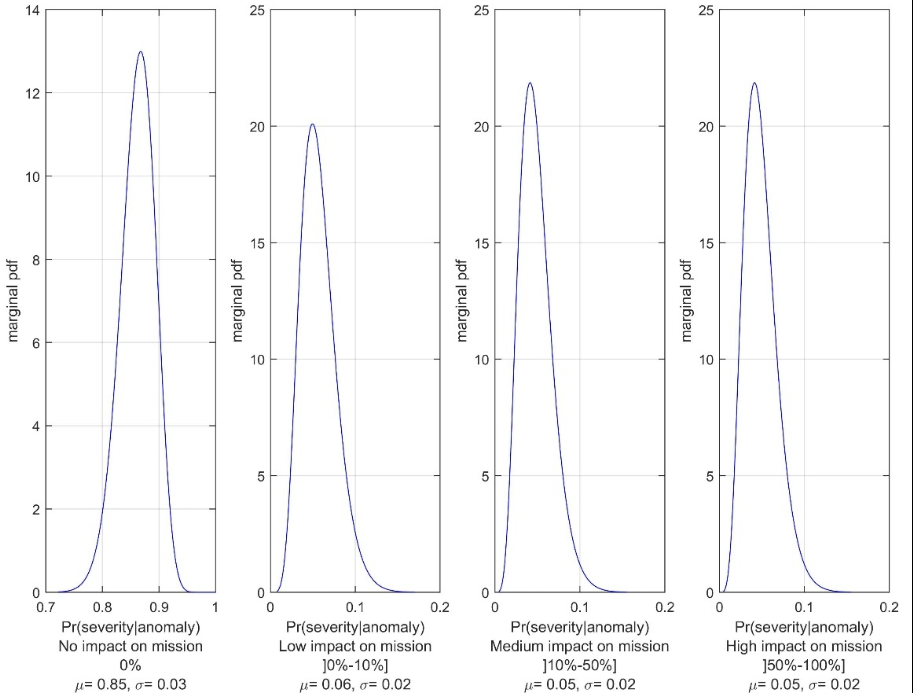 14
12
10
8
6
4
2
0
marginal pdf
0.7 0.8 0.9 1
Pr(severity|anomaly)
No impact on mission
0%
μ= 0.85, σ= 0.03
25
20
15
10
5
0
marginal pdf
0 0.1 0.2
Pr(severity|anomaly)
Low impact on mission
]0%-10%]
μ= 0.06, σ= 0.02
25
20
15
10
5
0
marginal pdf
0 0.1 0.2
Pr(severity|anomaly)
Medium impact on mission
]10%-50%]
μ= 0.05, σ= 0.02
25
20
15
10
5
0
marginal pdf
0 0.1 0.2
Pr(severity|anomaly)
High impact on mission
]50%-100%]
μ= 0.05, σ= 0.02